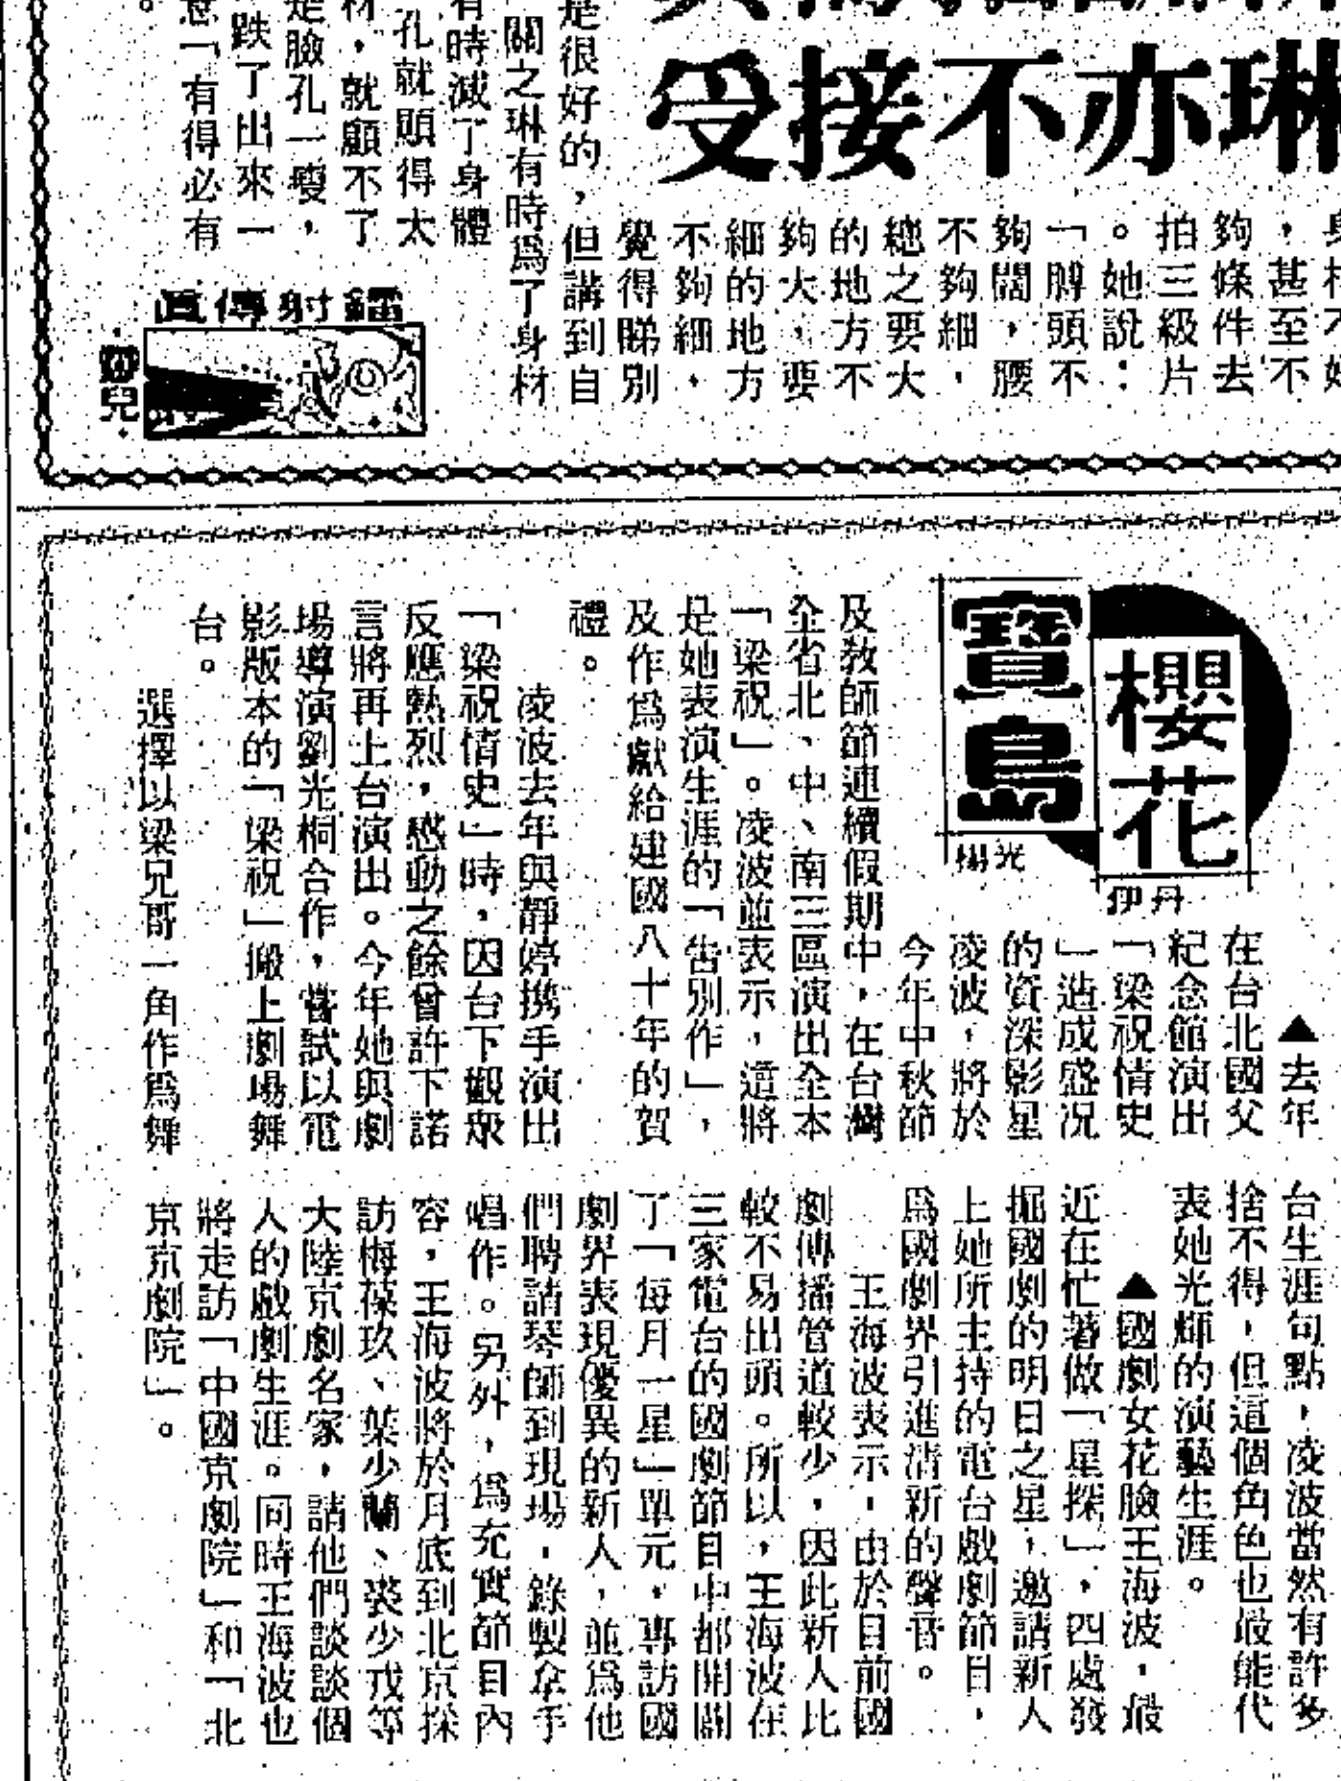 琳亦不接受
，甚至不
夠條件去
拍三級片
。她說：
「膊頭不
夠闊，腰
不夠細，
總之要大
的地方不
夠大，要
細的地方
不夠細，
覺得睇別
是很好的，但講到自
關之琳有時爲了身材
有時減了身體
孔就顯得太
材，就顧不了
是臉孔一瘦，
跌了出來一
「有得必有
。
鐳射傳真
櫻花
寶島
伊丹
楊光
▲去年
在台北國父
紀念館演出
「梁祝情史
」造成盛况
的資深影星
凌波，將於
今年中秋節
及教師節連續假期中，在台灣
全省北、中、南三區演出全本
「梁祝」。凌波並表示，這將
是她表演生涯的「告別作」，
及作爲獻給建國八十年的賀
禮。
凌波去年與靜婷携手演出
「梁祝情史」時，因台下觀衆
反應熱烈，感動之餘曾許下諾
言將再上台演出。今年她與劇
場導演劉光桐合作，嘗試以電
影版本的「梁祝」搬上劇場舞
台。
選擇以梁兄哥一角作爲舞
台生涯句點，凌波當然有許多
捨不得，但這個角色也最能代
表她光輝的演藝生涯。
▲國劇女花臉王海波，最
近在忙著做「星探」，四處發
掘國劇的明日之星，邀請新人
上她所主持的電台戲劇節目，
爲國劇界引進清新的聲音。
王海波表示，由於目前國
劇傳播管道較少，因此新人比
較不易出頭。所以，王海波在
三家電台的國劇節目中都開闢
了「每月一星」單元，專訪國
劇界表現優異的新人，並爲他
們聘請琴師到現場，錄製拿手
唱作。另外，爲充實節目內
容，王海波將於月底到北京採
訪梅葆玖、葉少蘭、裘少戎等
大陸京劇名家，請他們談談個
人的戲劇生涯。同時王海波也
將走訪「中國京劇院」和「北
京京劇院」。